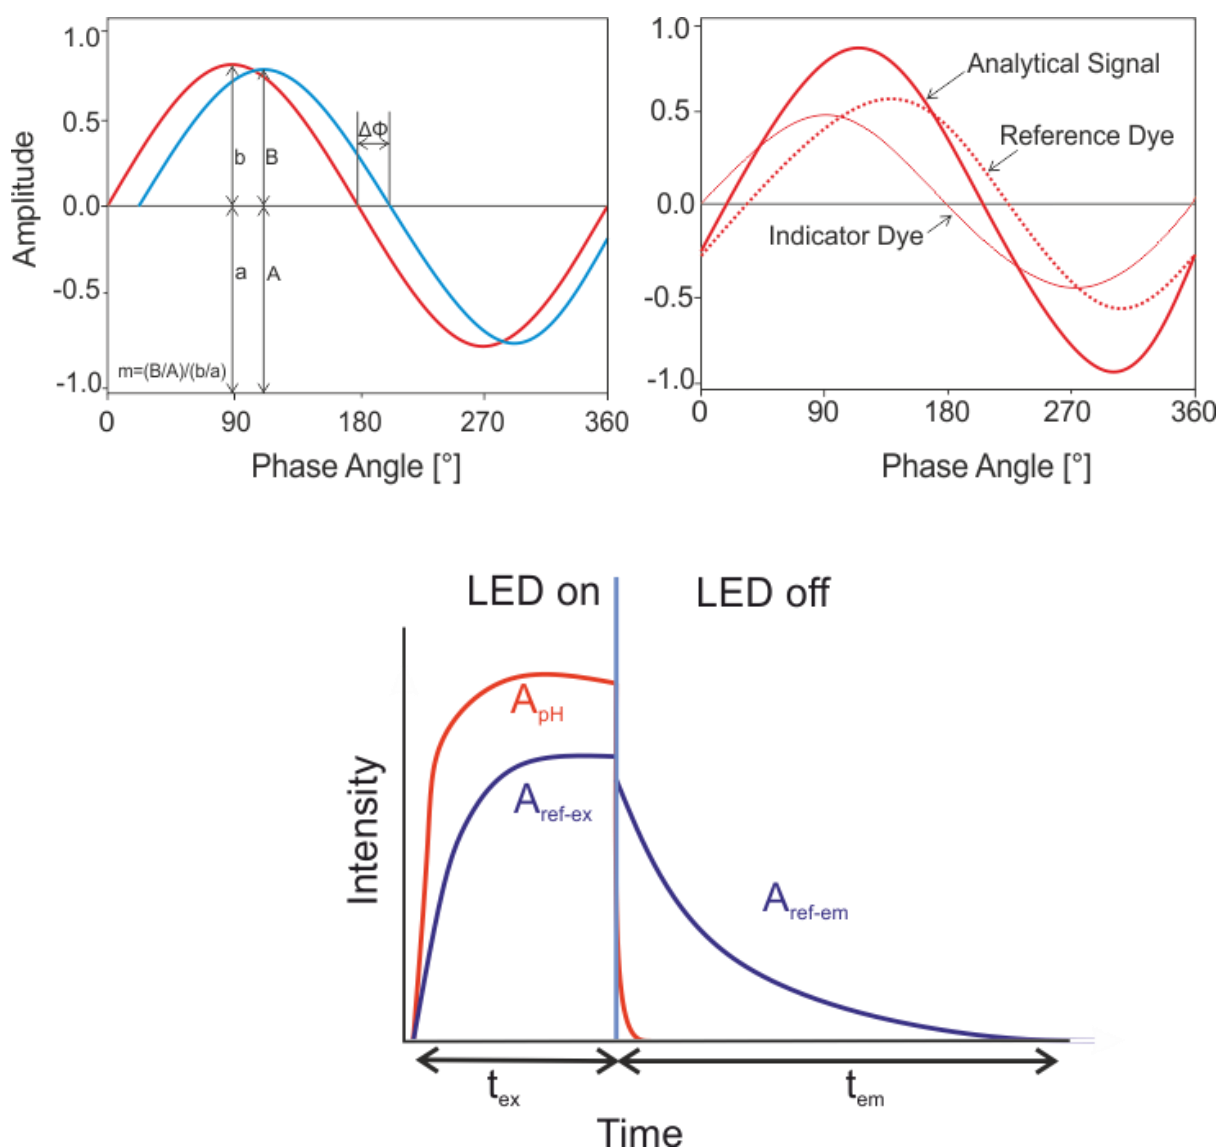 1.0
0.5
0.0
-0.5
-1.0
Amplitude
b
B
ΔΦ
a
A
m=(B/A)/(b/a)
0
90
180
270
360
Phase Angle [°]
1.0
0.5
0.0
-0.5
-1.0
Analytical Signal
Reference Dye
Indicator Dye
0
90
180
270
360
Phase Angle [°]
LED on
LED off
Intensity
ApH
Aref-ex
Aref-em
tex
tem
Time